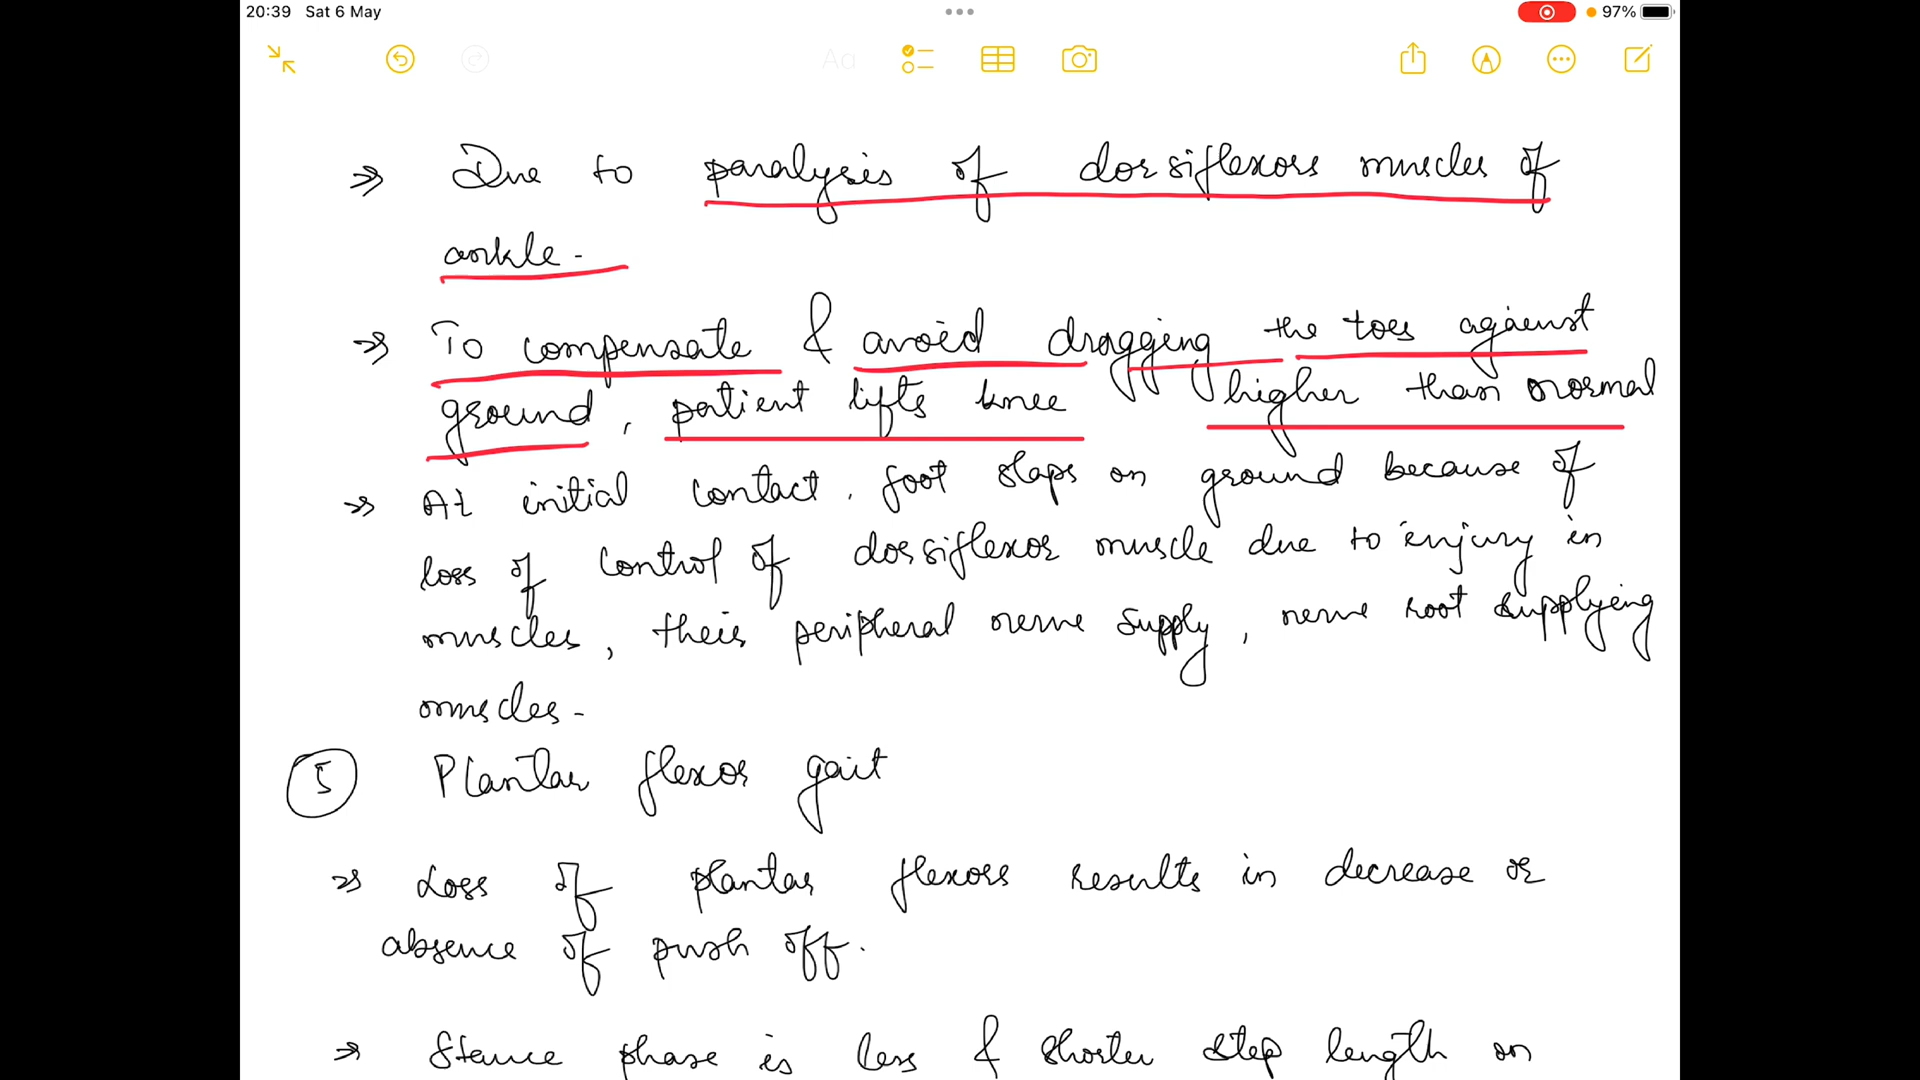 20:39 Sat 6 May
97%
Aa
⇒ Due to paralysis of dorsiflexors muscles of
ankle.
⇒ To compensate & avoid dragging the toes against
ground, patient lifts knee higher than normal
⇒ At initial contact, foot slaps on ground because of
loss of control of dorsiflexor muscle due to injury in
muscles, their peripheral nerve supply, nerve root supplying
muscles.
5 Plantar flexor gait
⇒ Loss of plantar flexors results in decrease or
absence of push off.
⇒ Stance phase is less & shorter step length on